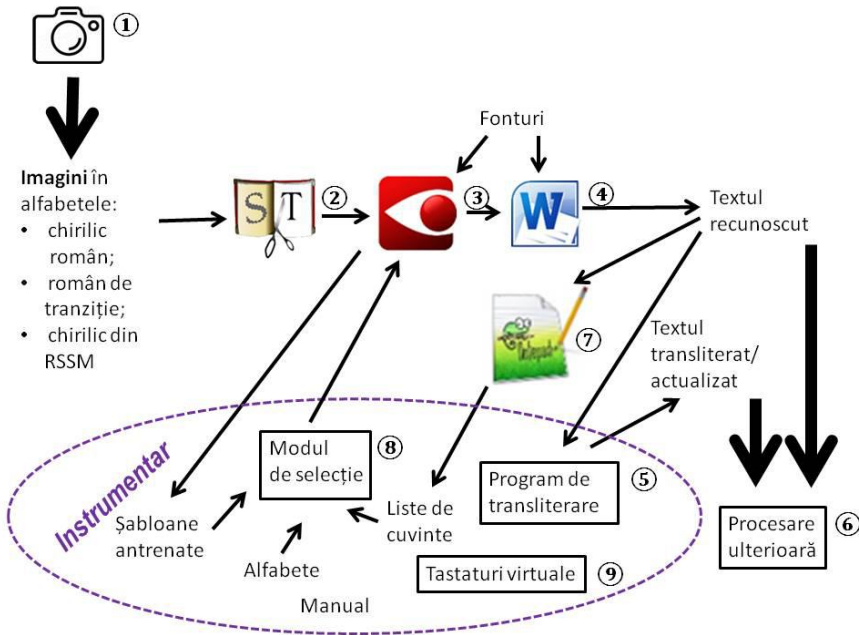 ①
Imagini în
alfabetele:
• chirilic
român;
• român de
tranziție;
• chirilic din
RSSM
S T
②
Fonturi
③
W
④
Textul
recunoscut
Notepad++
⑦
Textul
transliterat/
actualizat
Instrumentar
Modul
de selecție
⑧
Șabloane
antrenate
Alfabete
Manual
Liste de
cuvinte
Program de
transliterare
⑤
Tastaturi virtuale
⑨
Procesare
ulterioară
⑥